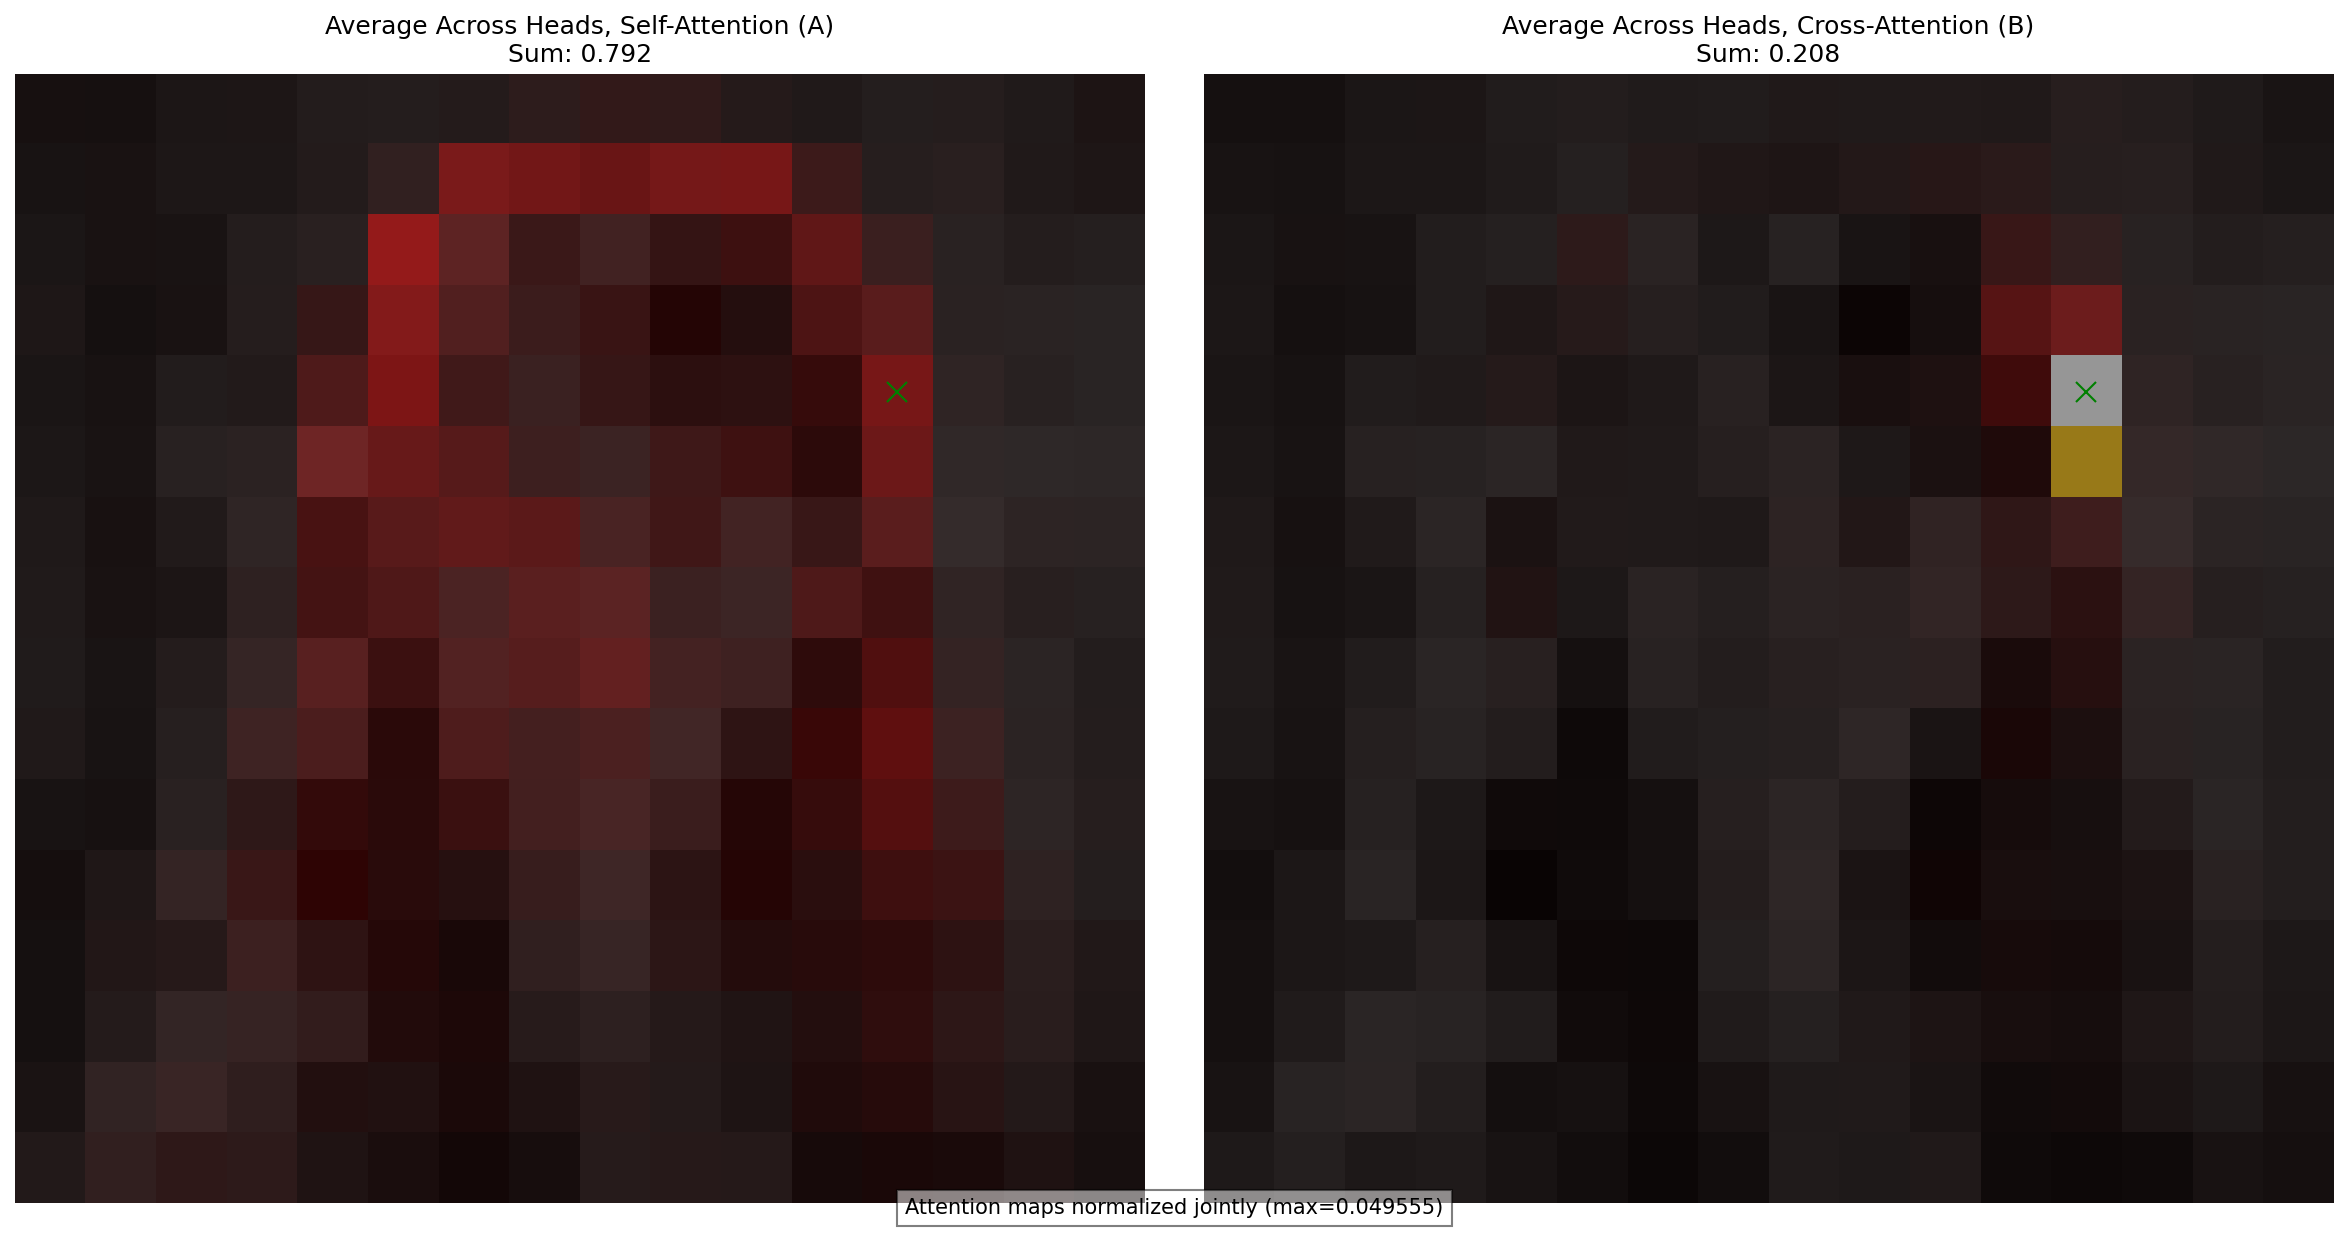 Average Across Heads, Self-Attention (A)
Sum: 0.792
Average Across Heads, Cross-Attention (B)
Sum: 0.208
Attention maps normalized jointly (max=0.049555)